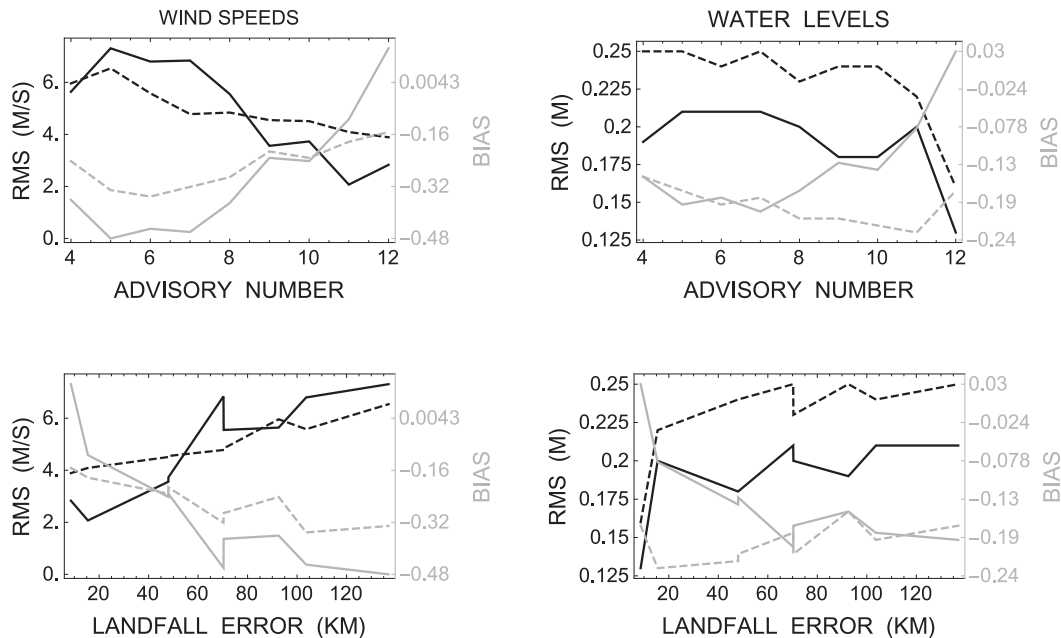 WIND SPEEDS
6.
4.
2.
0.
RMS (M/S)
0.0043
−0.16
−0.32
−0.48
BIAS
4 6 8 10 12
ADVISORY NUMBER
WATER LEVELS
0.25
0.225
0.2
0.175
0.15
0.125
RMS (M)
0.03
−0.024
−0.078
−0.13
−0.19
−0.24
BIAS
4 6 8 10 12
ADVISORY NUMBER
6.
4.
2.
0.
RMS (M/S)
0.0043
−0.16
−0.32
−0.48
BIAS
20 40 60 80 100 120
LANDFALL ERROR (KM)
0.25
0.225
0.2
0.175
0.15
0.125
RMS (M)
0.03
−0.024
−0.078
−0.13
−0.19
−0.24
BIAS
20 40 60 80 100 120
LANDFALL ERROR (KM)